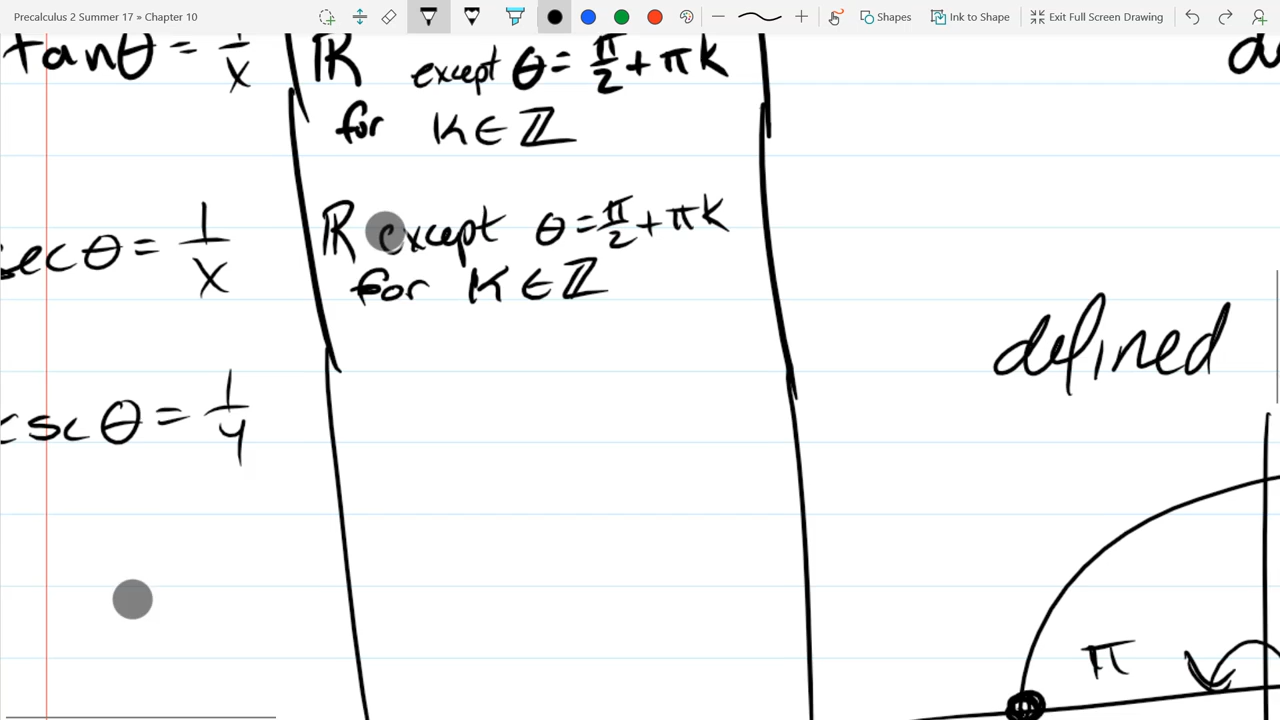 Precalculus 2 Summer 17 » Chapter 10
Shapes
Ink to Shape
Exit Full Screen Drawing
tanθ = /x
ℝ except θ = π/2 + πk
for k ∈ ℤ
secθ = 1/x
ℝ except θ = π/2 + πk
for k ∈ ℤ
defined
cscθ = 1/y
π